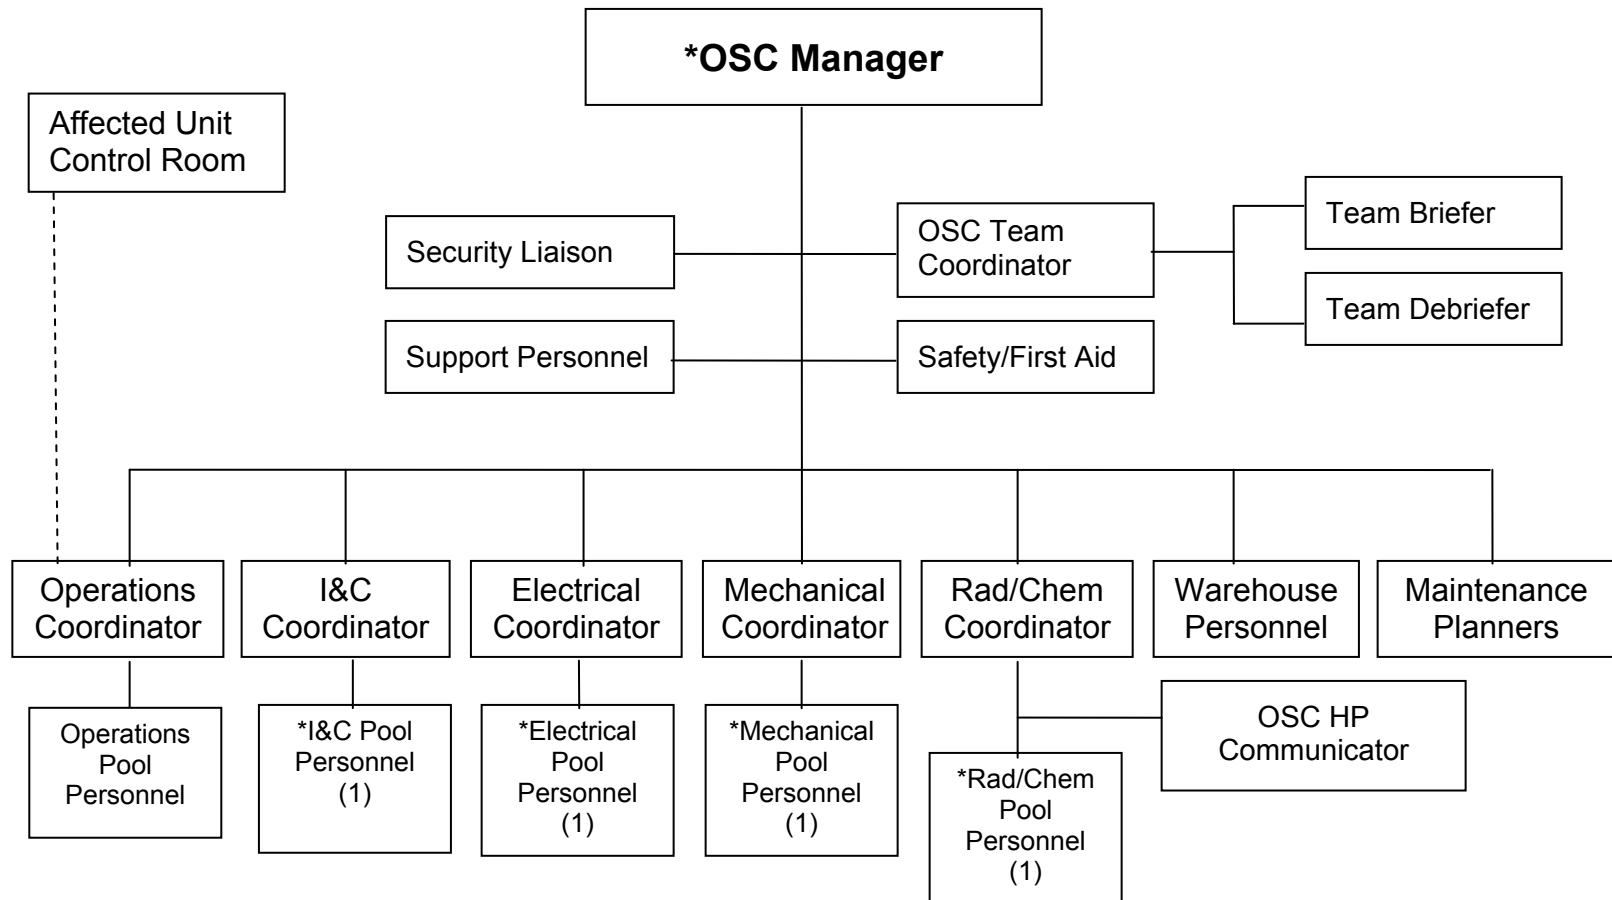 *OSC Manager
Affected Unit
Control Room
Security Liaison
OSC Team
Coordinator
Team Briefer
Team Debriefer
Support Personnel
Safety/First Aid
Operations
Coordinator
I&C
Coordinator
Electrical
Coordinator
Mechanical
Coordinator
Rad/Chem
Coordinator
Warehouse
Personnel
Maintenance
Planners
Operations
Pool
Personnel
*I&C Pool
Personnel
(1)
*Electrical
Pool
Personnel
(1)
*Mechanical
Pool
Personnel
(1)
*Rad/Chem
Pool
Personnel
(1)
OSC HP
Communicator